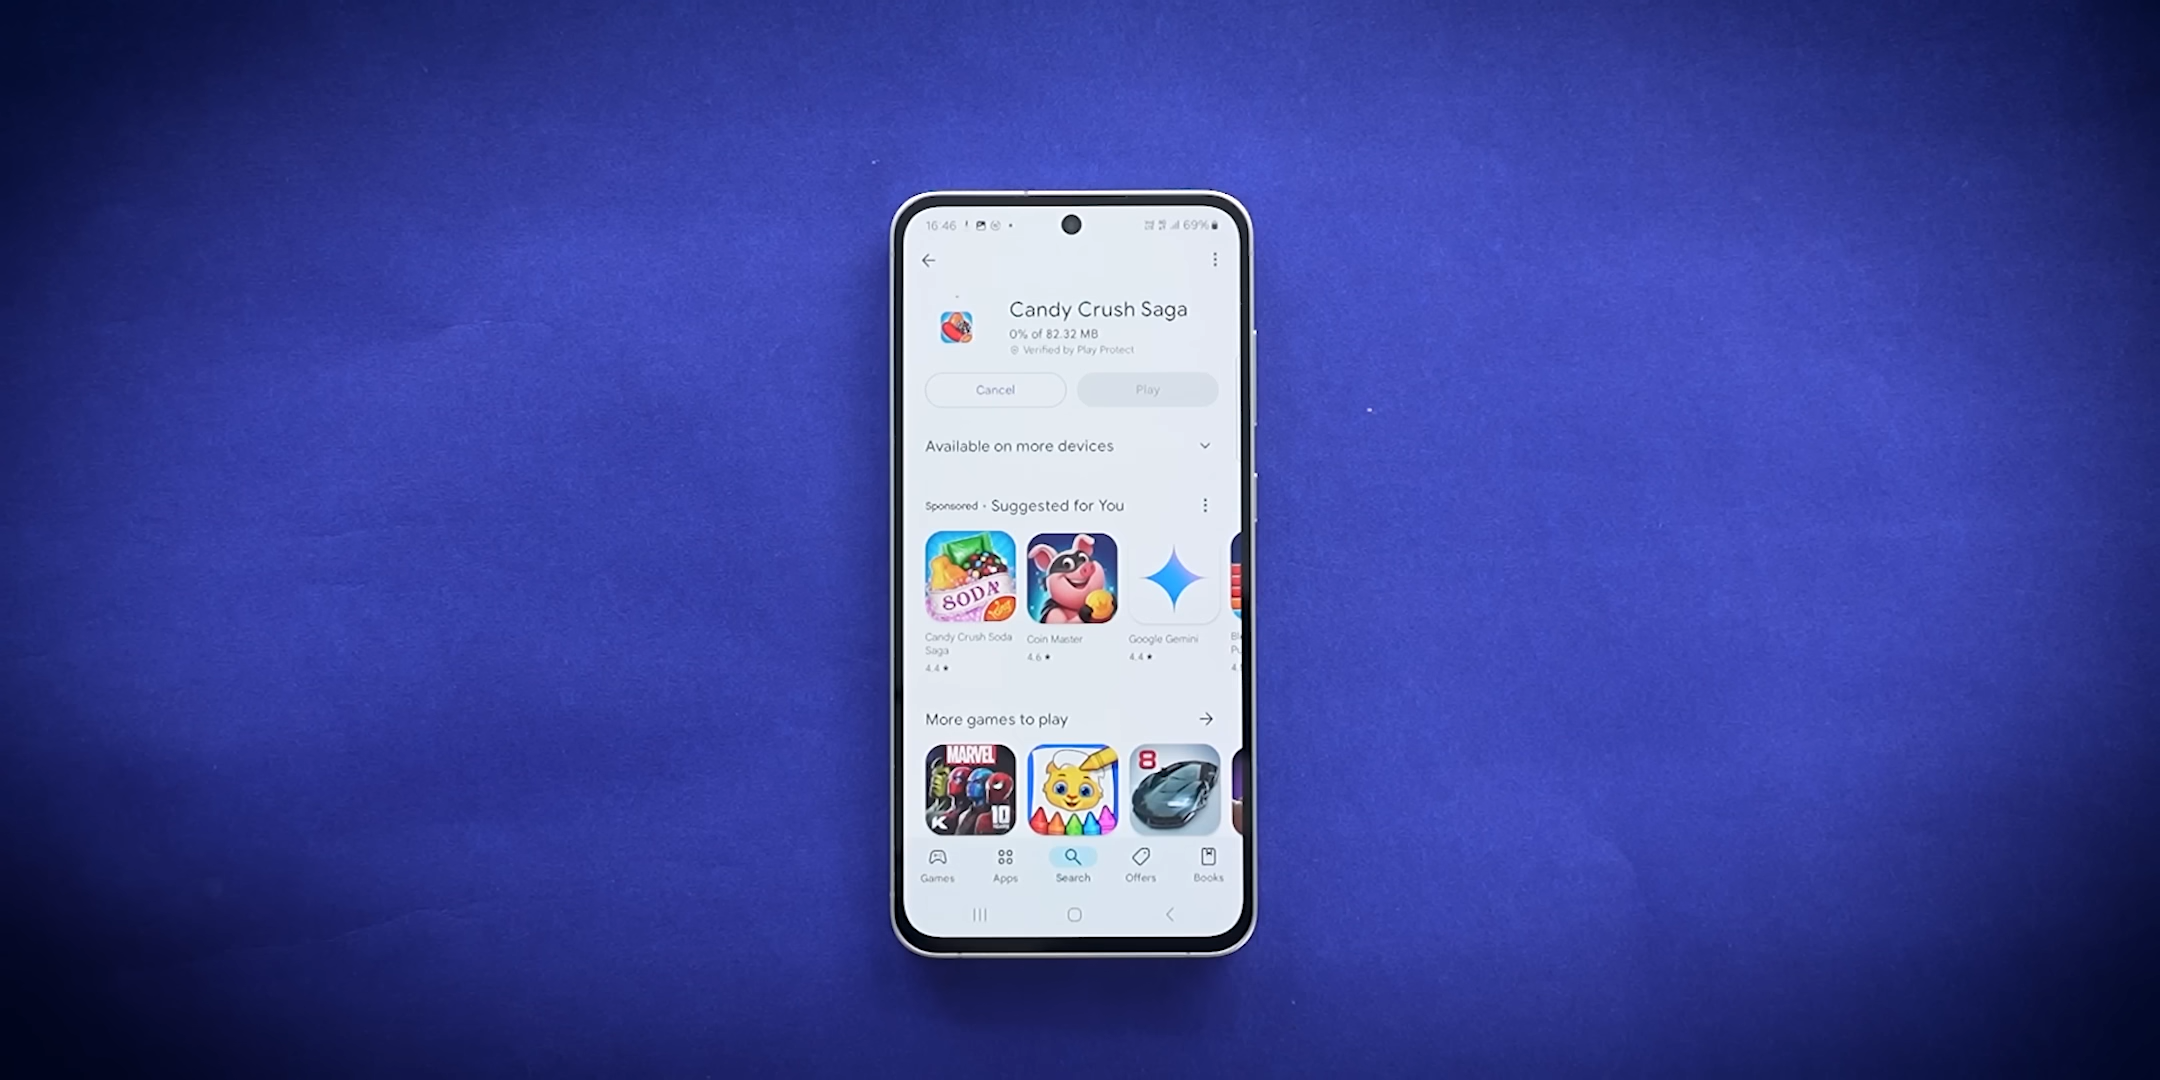 16:46
69%
Candy Crush Saga
0% of 82.32 MB
Verified by Play Protect
Cancel
Play
Available on more devices
Sponsored · Suggested for You
SODA
Candy Crush Soda
Saga
4.4 ★
Coin Master
4.6 ★
Google Gemini
4.4 ★
More games to play
MARVEL
K
10
8
Games
Apps
Search
Offers
Books